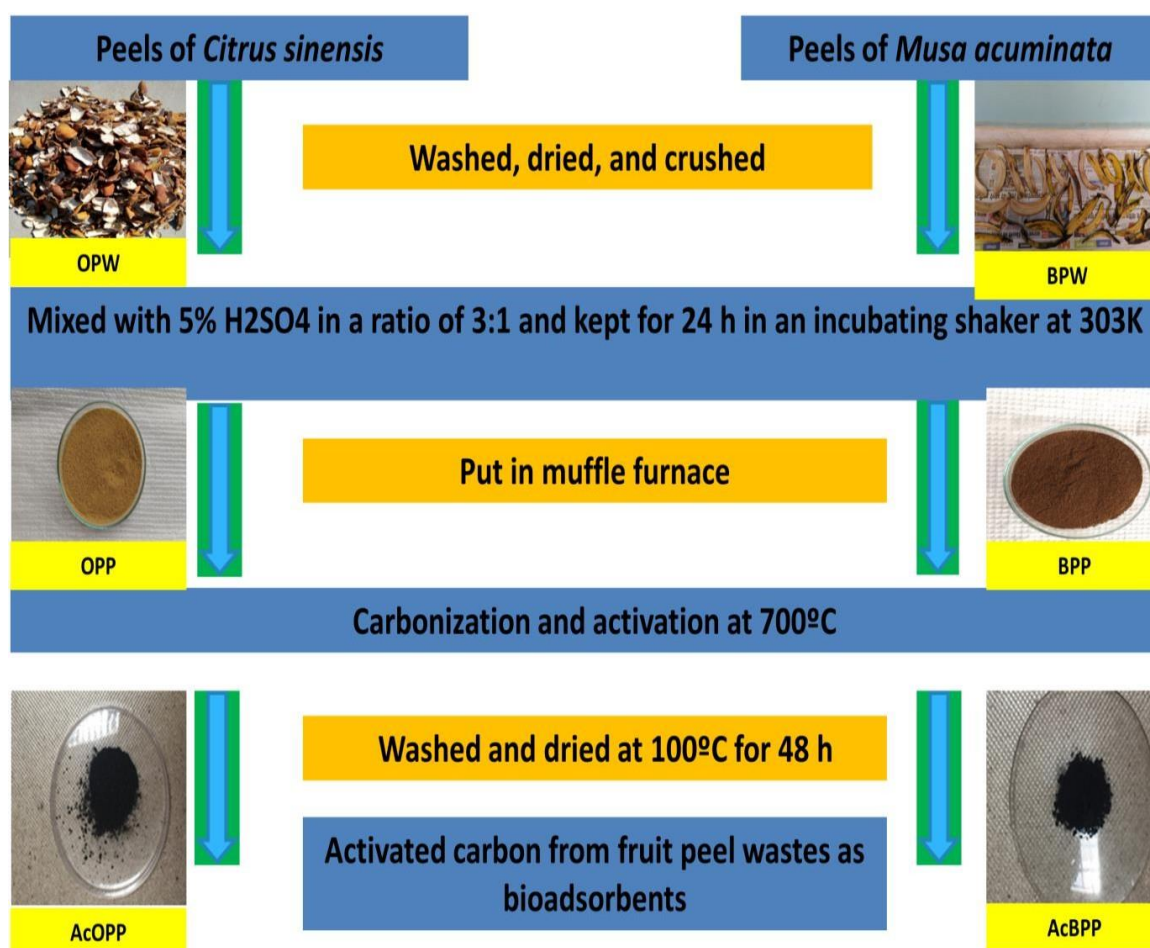 Peels of Citrus sinensis
Peels of Musa acuminata
Washed, dried, and crushed
OPW
BPW
Mixed with 5% H2SO4 in a ratio of 3:1 and kept for 24 h in an incubating shaker at 303K
Put in muffle furnace
OPP
BPP
Carbonization and activation at 700ºC
Washed and dried at 100ºC for 48 h
Activated carbon from fruit peel wastes as
bioadsorbents
AcOPP
AcBPP